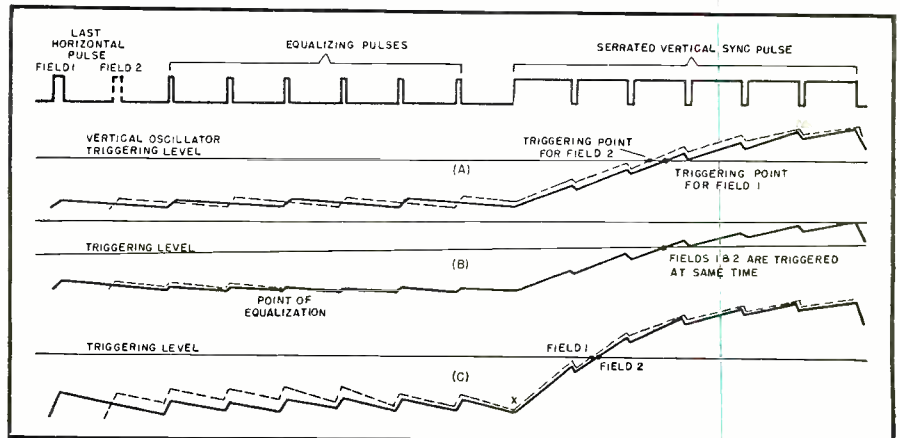 LAST
HORIZONTAL
PULSE
FIELD 1 FIELD 2
EQUALIZING PULSES
SERRATED VERTICAL SYNC PULSE
VERTICAL OSCILLATOR
TRIGGERING LEVEL
TRIGGERING POINT
FOR FIELD 2
(A)
TRIGGERING POINT
FOR FIELD 1
TRIGGERING LEVEL
(B)
FIELDS 1 & 2 ARE TRIGGERED
AT SAME TIME
POINT OF
EQUALIZATION
TRIGGERING LEVEL
FIELD 1
FIELD 2
(C)
X